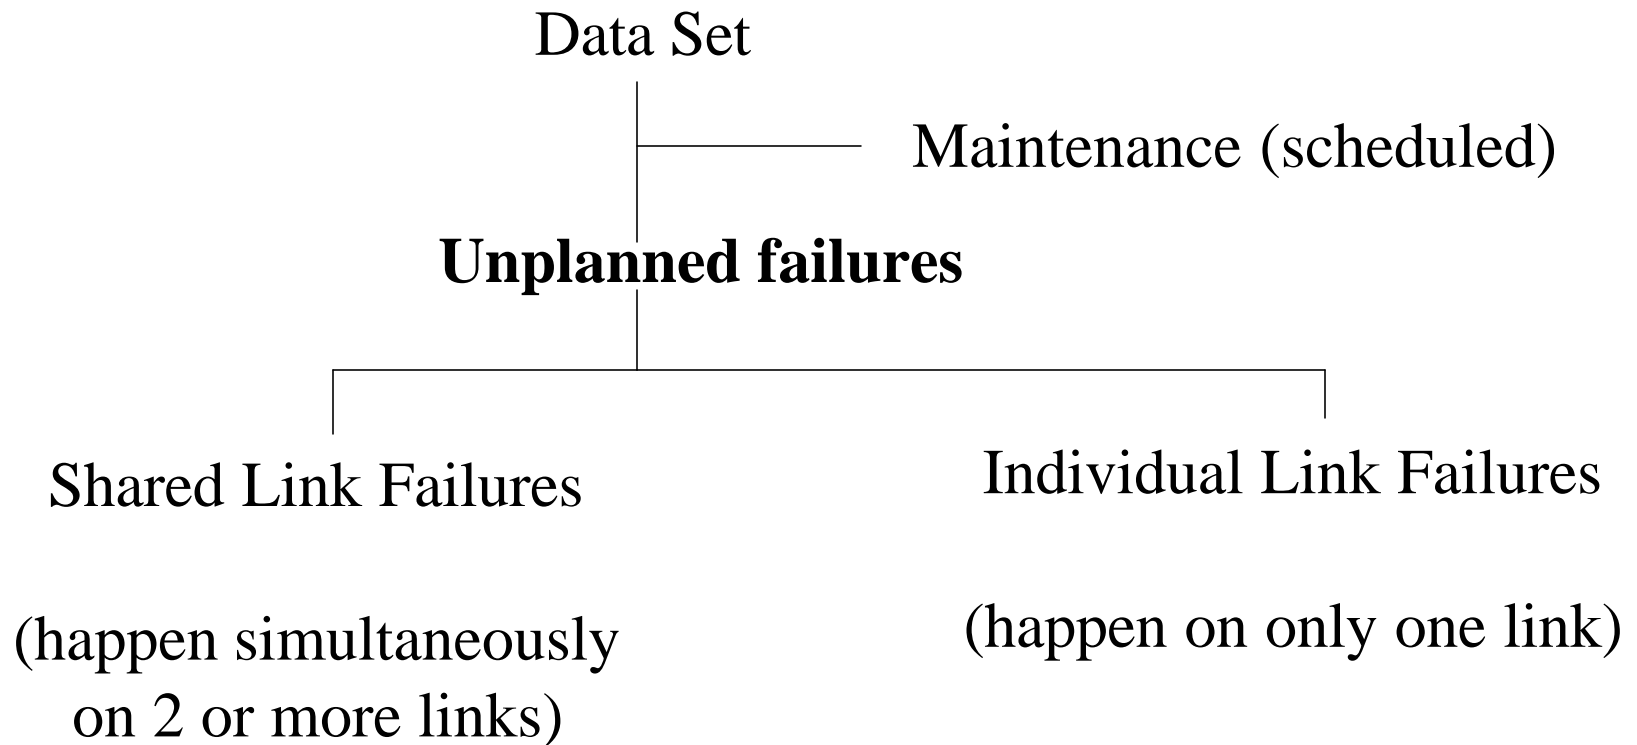 Data Set
Maintenance (scheduled)
Unplanned failures
Shared Link Failures
(happen simultaneously
on 2 or more links)
Individual Link Failures
(happen on only one link)